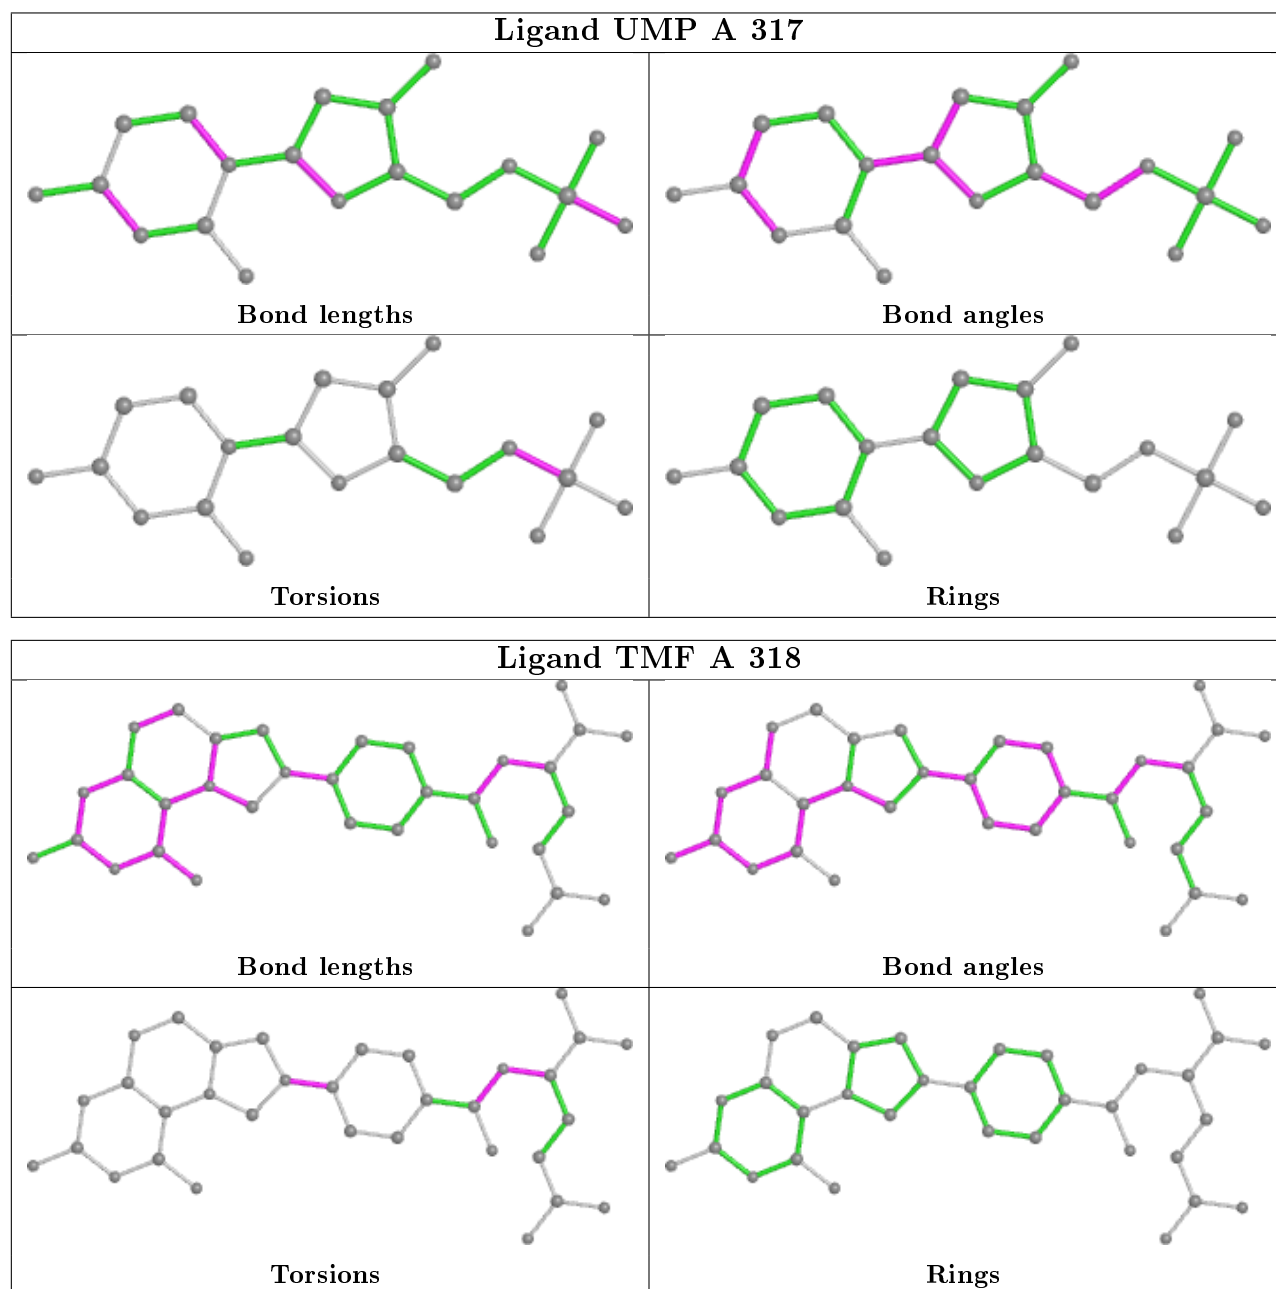 Ligand UMP A 317
Bond lengths
Bond angles
Torsions
Rings
Ligand TMF A 318
Bond lengths
Bond angles
Torsions
Rings